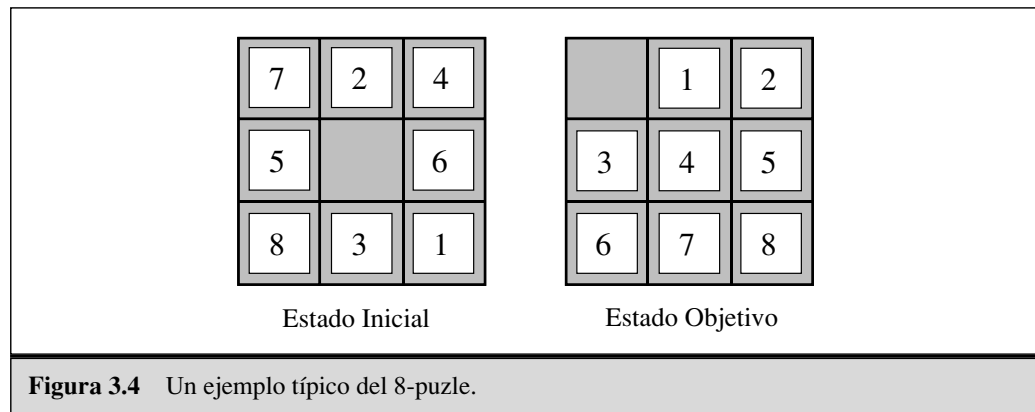 7 2 4 1 2
5 6 3 4 5
8 3 1 6 7 8
Estado Inicial Estado Objetivo
Figura 3.4 Un ejemplo típico del 8-puzle.